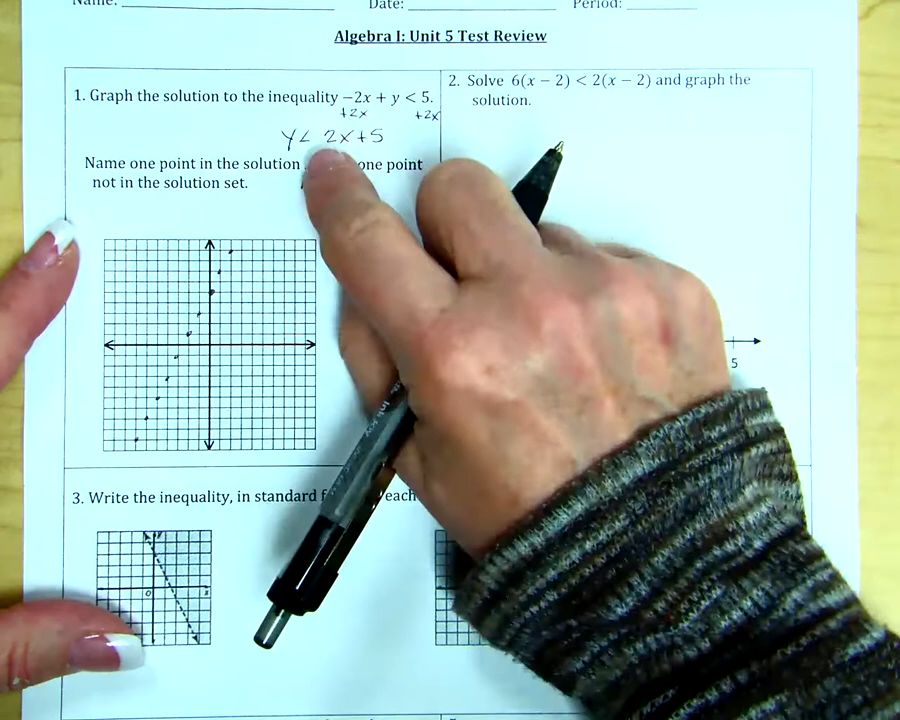 Name: Date: Period:
Algebra I: Unit 5 Test Review
1. Graph the solution to the inequality −2x + y < 5.
+2x +2x
y < 2x+5
Name one point in the solution one point
not in the solution set.
2. Solve 6(x − 2) < 2(x − 2) and graph the
solution.
5
3. Write the inequality, in standard each
y
0 x